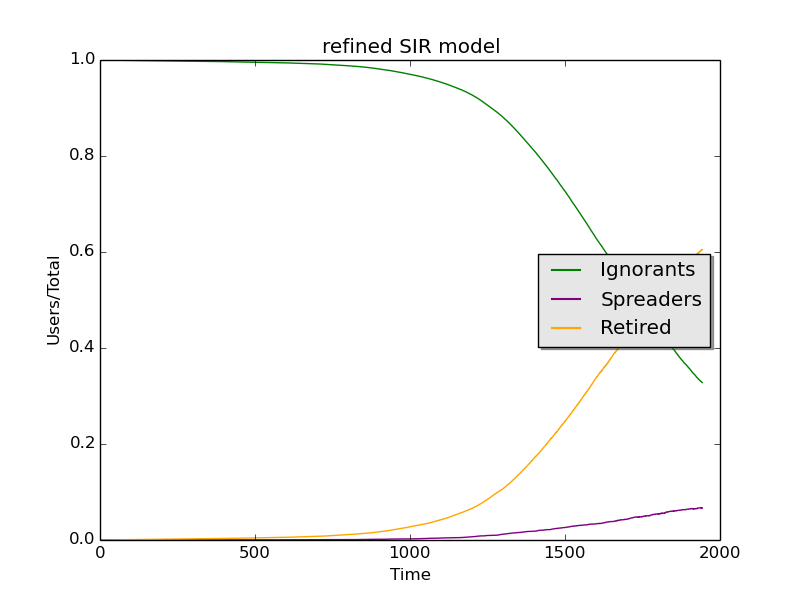 refined SIR model
1.0
0.8
0.6
0.4
0.2
0.0
Users/Total
Ignorants
Spreaders
Retired
0 500 1000 1500 2000
Time